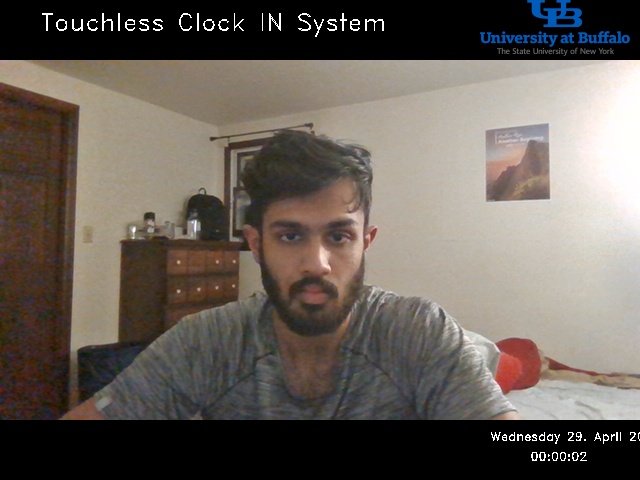 Touchless Clock IN System
UB
University at Buffalo
The State University of New York
Wednesday 29. April 20
00:00:02